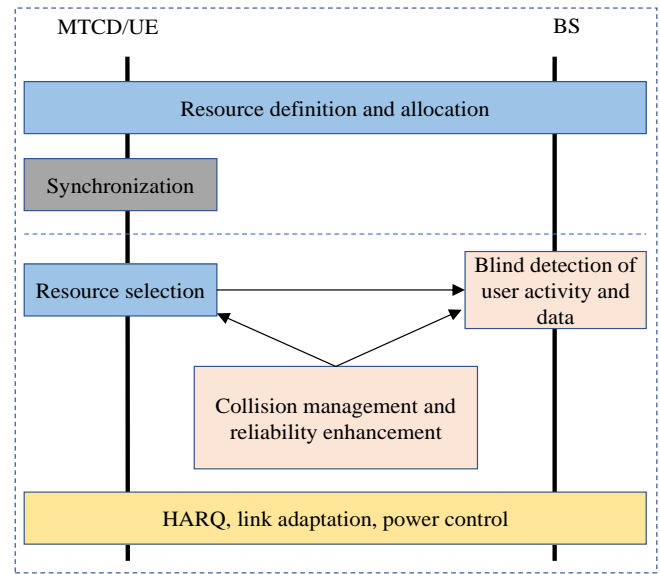 MTCD/UE
BS
Resource definition and allocation
Synchronization
Resource selection
Blind detection of
user activity and
data
Collision management and
reliability enhancement
HARQ, link adaptation, power control